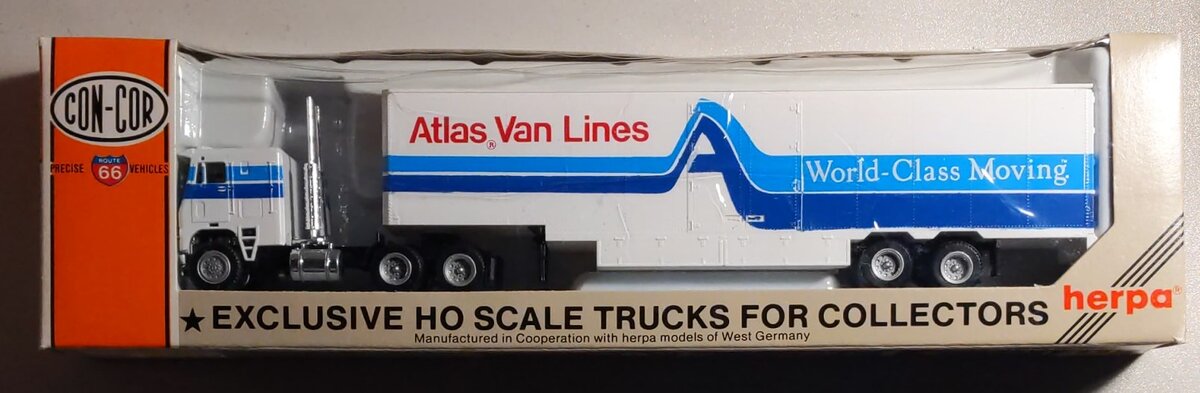 CON-COR
PRECISE ROUTE 66 VEHICLES
Atlas® Van Lines
World-Class Moving™
★ EXCLUSIVE HO SCALE TRUCKS FOR COLLECTORS
Manufactured in Cooperation with herpa models of West Germany
herpa®